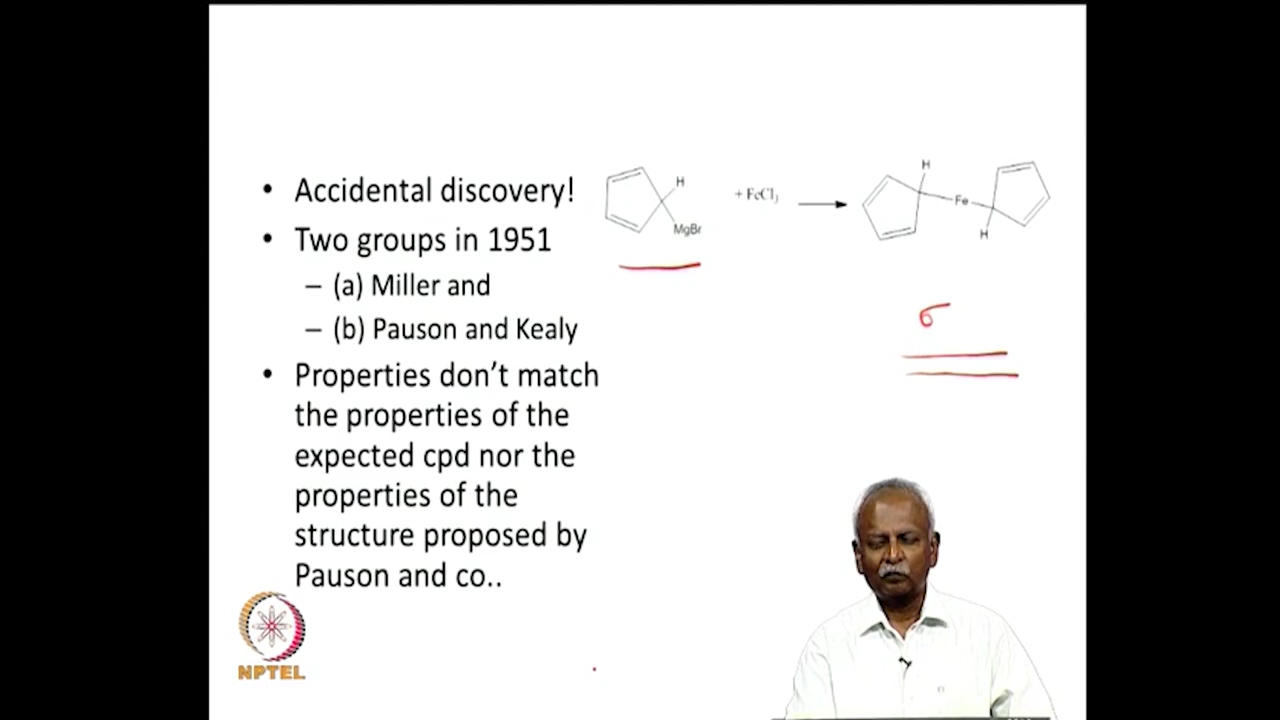 • Accidental discovery!
• Two groups in 1951
– (a) Miller and
– (b) Pauson and Kealy
• Properties don't match
the properties of the
expected cpd nor the
properties of the
structure proposed by
Pauson and co..
H
MgBr
+ FeCl3
H
Fe
H
σ
NPTEL